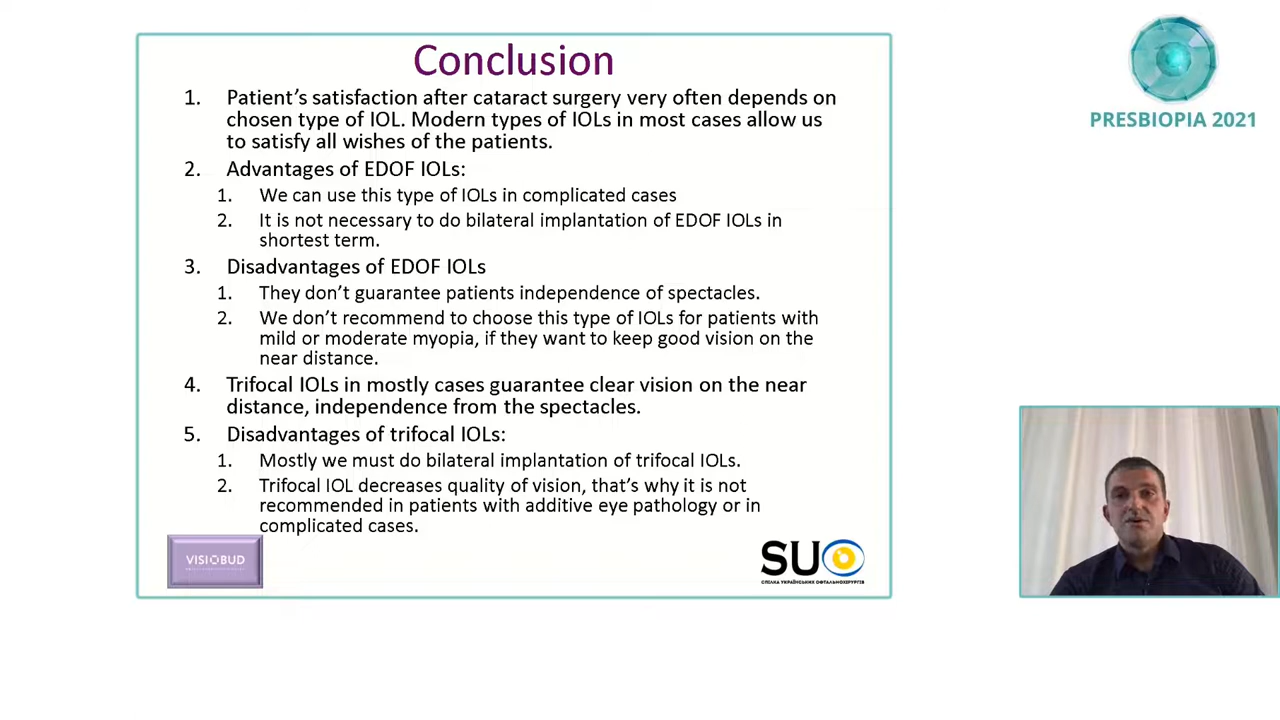 Conclusion
1. Patient's satisfaction after cataract surgery very often depends on
chosen type of IOL. Modern types of IOLs in most cases allow us
to satisfy all wishes of the patients.
2. Advantages of EDOF IOLs:
1. We can use this type of IOLs in complicated cases
2. It is not necessary to do bilateral implantation of EDOF IOLs in
shortest term.
3. Disadvantages of EDOF IOLs
1. They don't guarantee patients independence of spectacles.
2. We don't recommend to choose this type of IOLs for patients with
mild or moderate myopia, if they want to keep good vision on the
near distance.
4. Trifocal IOLs in mostly cases guarantee clear vision on the near
distance, independence from the spectacles.
5. Disadvantages of trifocal IOLs:
1. Mostly we must do bilateral implantation of trifocal IOLs.
2. Trifocal IOL decreases quality of vision, that's why it is not
recommended in patients with additive eye pathology or in
complicated cases.
VISIOBUD
SUO
СПІЛКА УКРАЇНСЬКИХ ОФТАЛЬМОХІРУРГІВ
PRESBIOPIA 2021